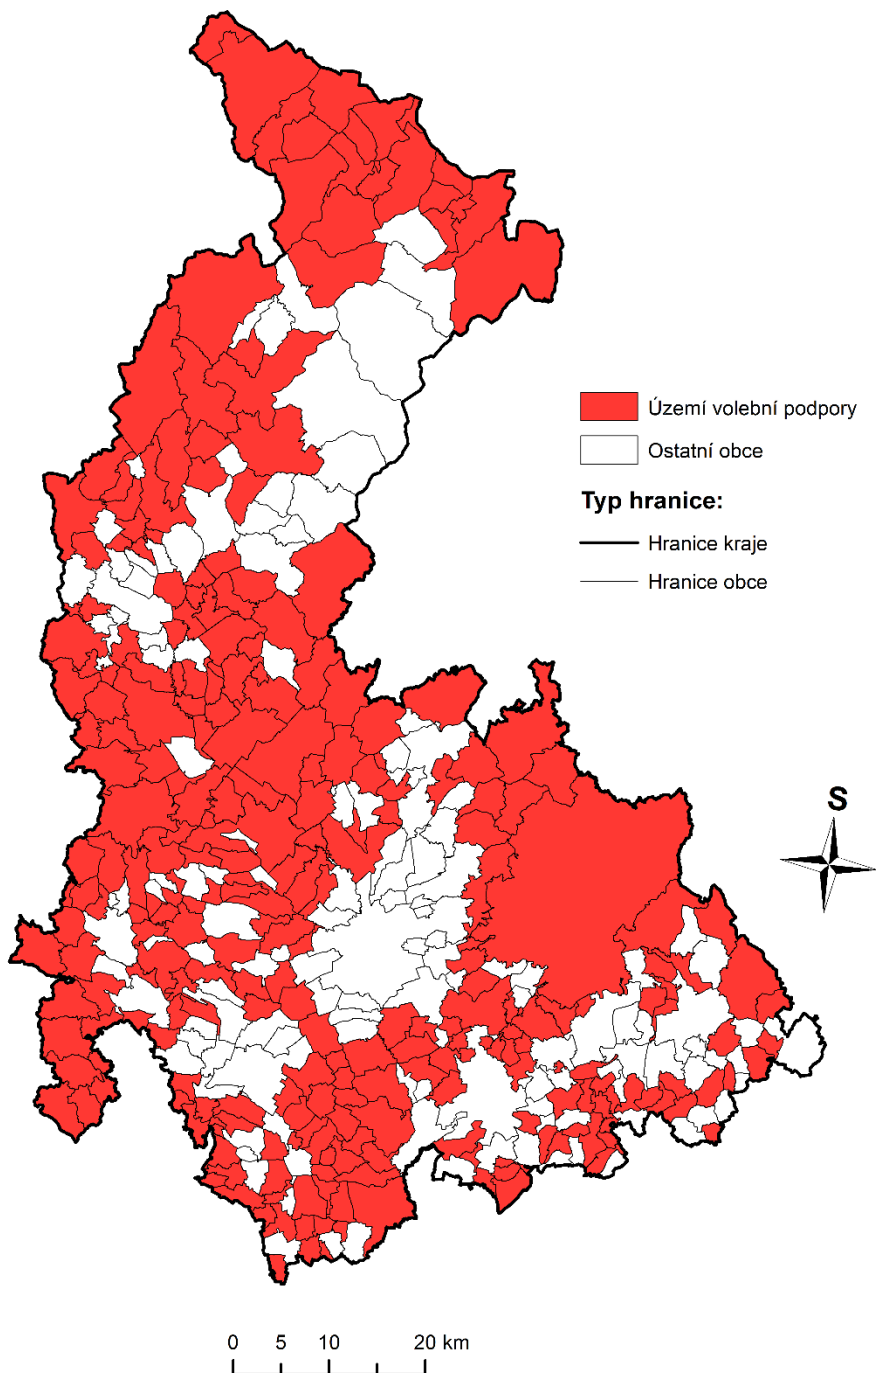 Území volební podpory
Ostatní obce
Typ hranice:
Hranice kraje
Hranice obce
S
0 5 10 20 km